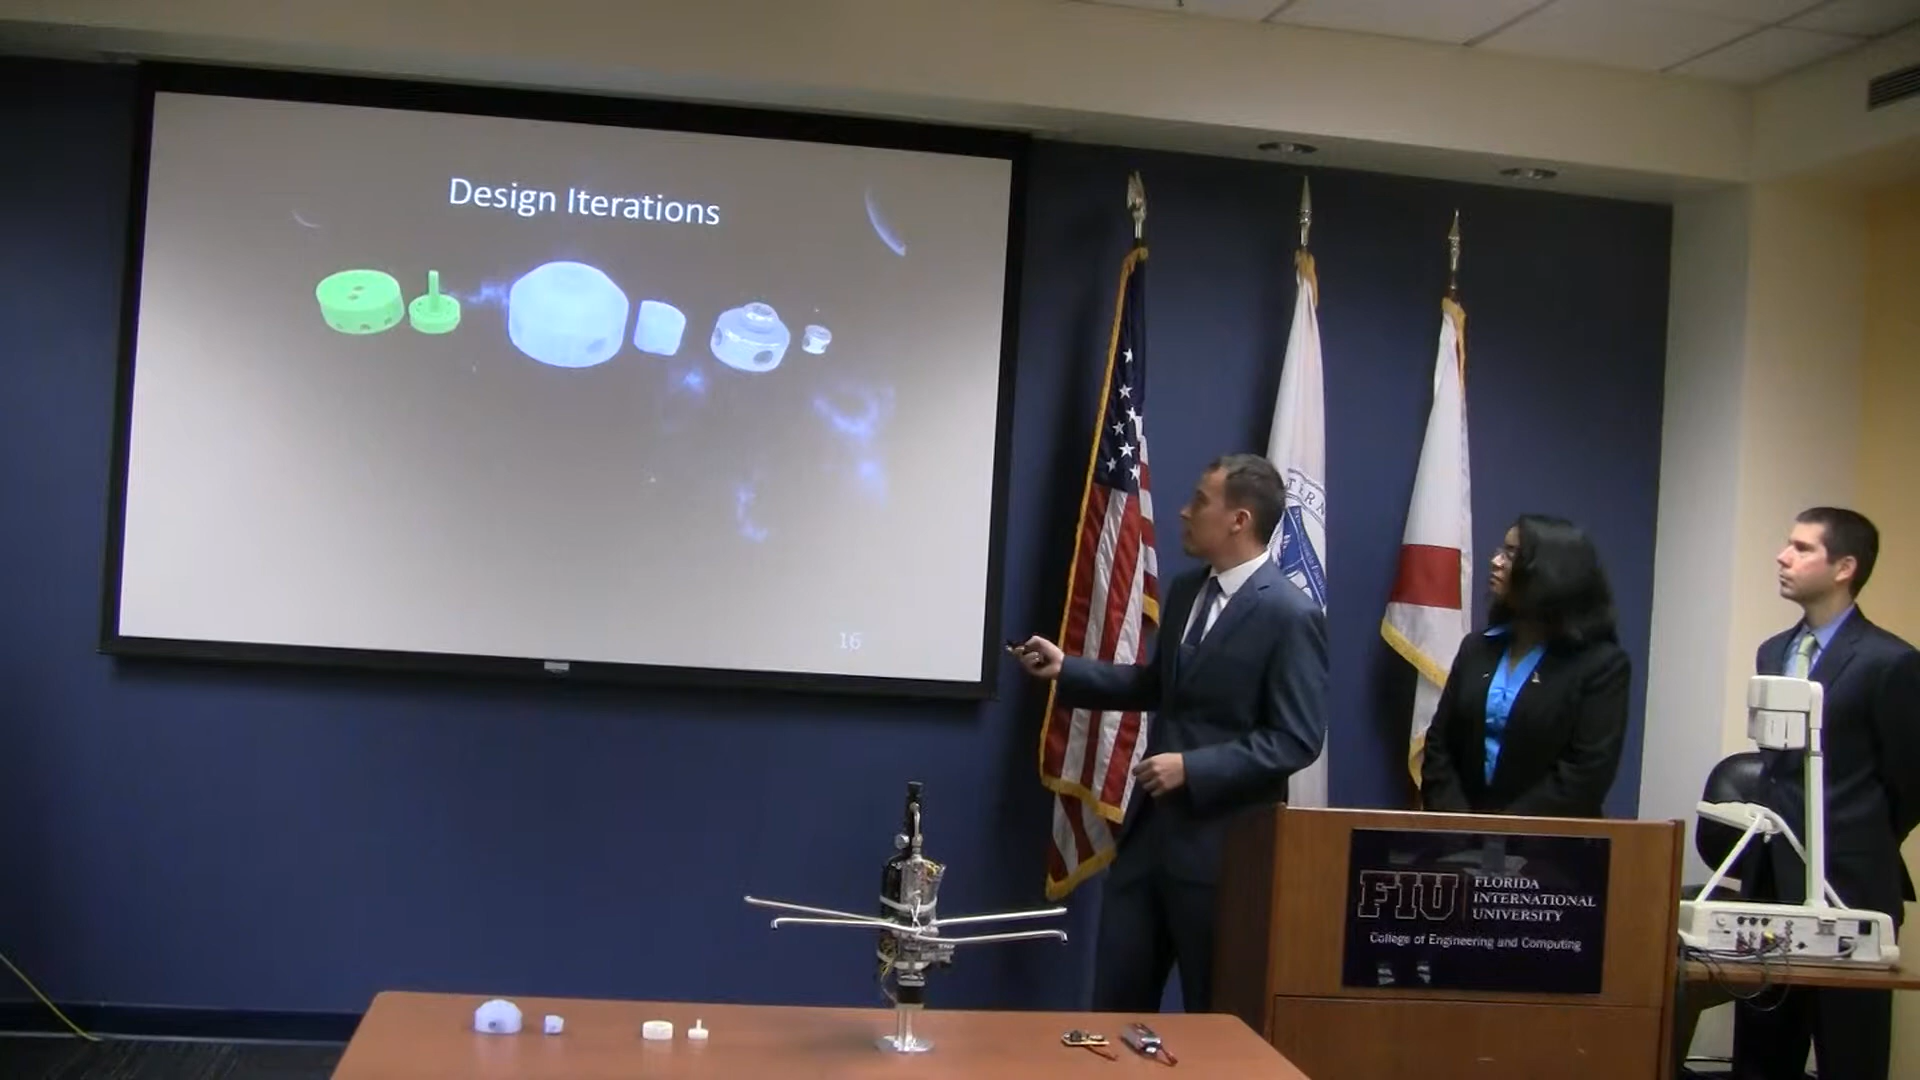 Design Iterations
16
FIU
FLORIDA
INTERNATIONAL
UNIVERSITY
College of Engineering and Computing